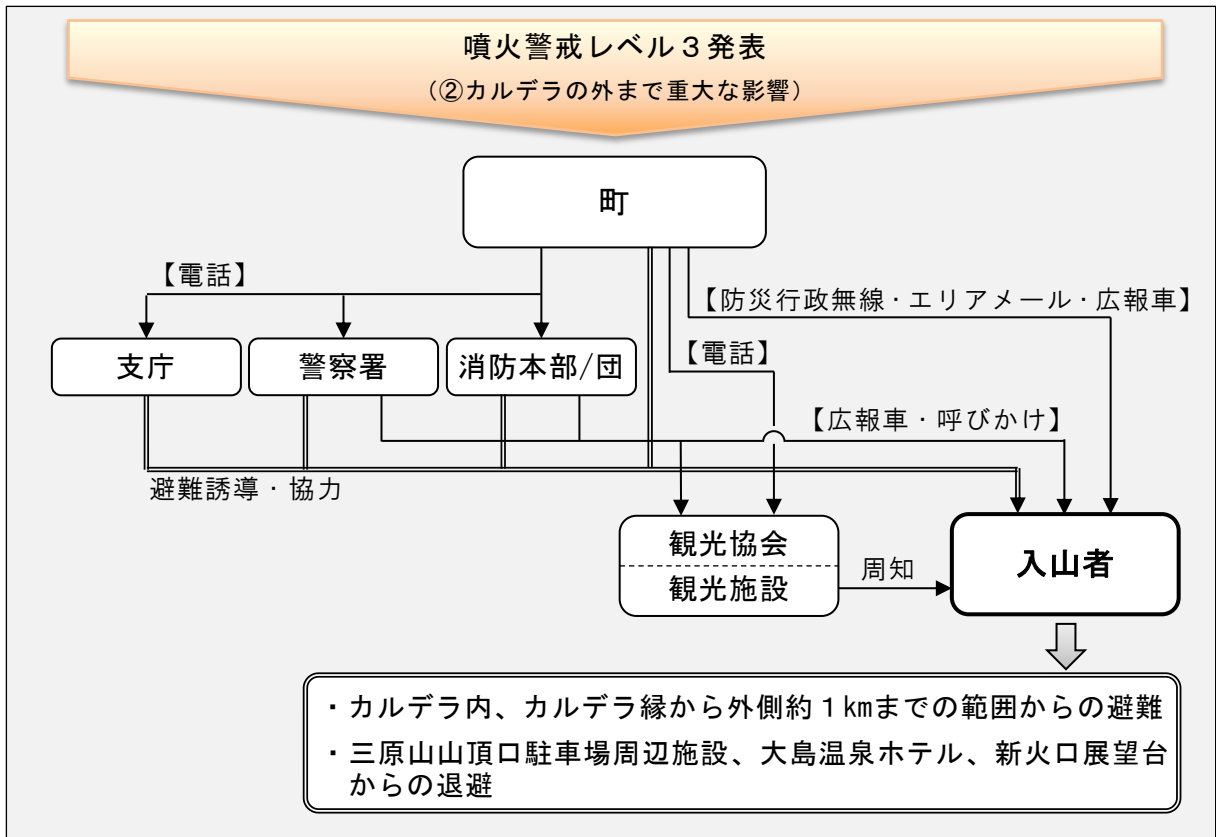 噴火警戒レベル３発表
（②カルデラの外まで重大な影響）
町
【電話】
【防災行政無線・エリアメール・広報車】
支庁
警察署
消防本部/団
【電話】
【広報車・呼びかけ】
避難誘導・協力
観光協会
観光施設
周知
入山者
・カルデラ内、カルデラ縁から外側約１㎞までの範囲からの避難
・三原山山頂口駐車場周辺施設、大島温泉ホテル、新火口展望台
からの退避